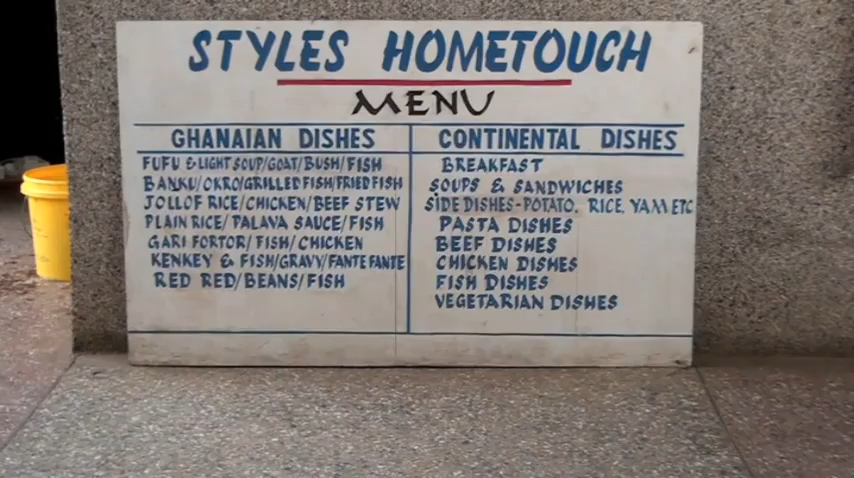 STYLES HOMETOUCH
MENU
GHANAIAN DISHES
FUFU & LIGHT SOUP/GOAT/BUSH/FISH
BANKU/OKRO/GRILLED FISH/FRIED FISH
JOLLOF RICE/CHICKEN/BEEF STEW
PLAIN RICE/PALAVA SAUCE/FISH
GARI FORTOR/FISH/CHICKEN
KENKEY & FISH/GRAVY/FANTE FANTE
RED RED/BEANS/FISH
CONTINENTAL DISHES
BREAKFAST
SOUPS & SANDWICHES
SIDE DISHES-POTATO, RICE, YAM ETC
PASTA DISHES
BEEF DISHES
CHICKEN DISHES
FISH DISHES
VEGETARIAN DISHES